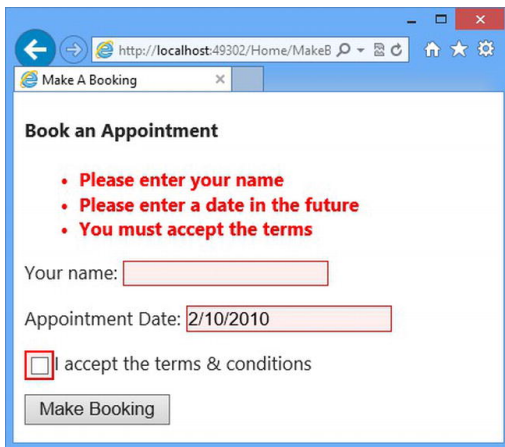 http://localhost:49302/Home/MakeB
Make A Booking
Book an Appointment
• Please enter your name
• Please enter a date in the future
• You must accept the terms
Your name:
Appointment Date: 2/10/2010
I accept the terms & conditions
Make Booking